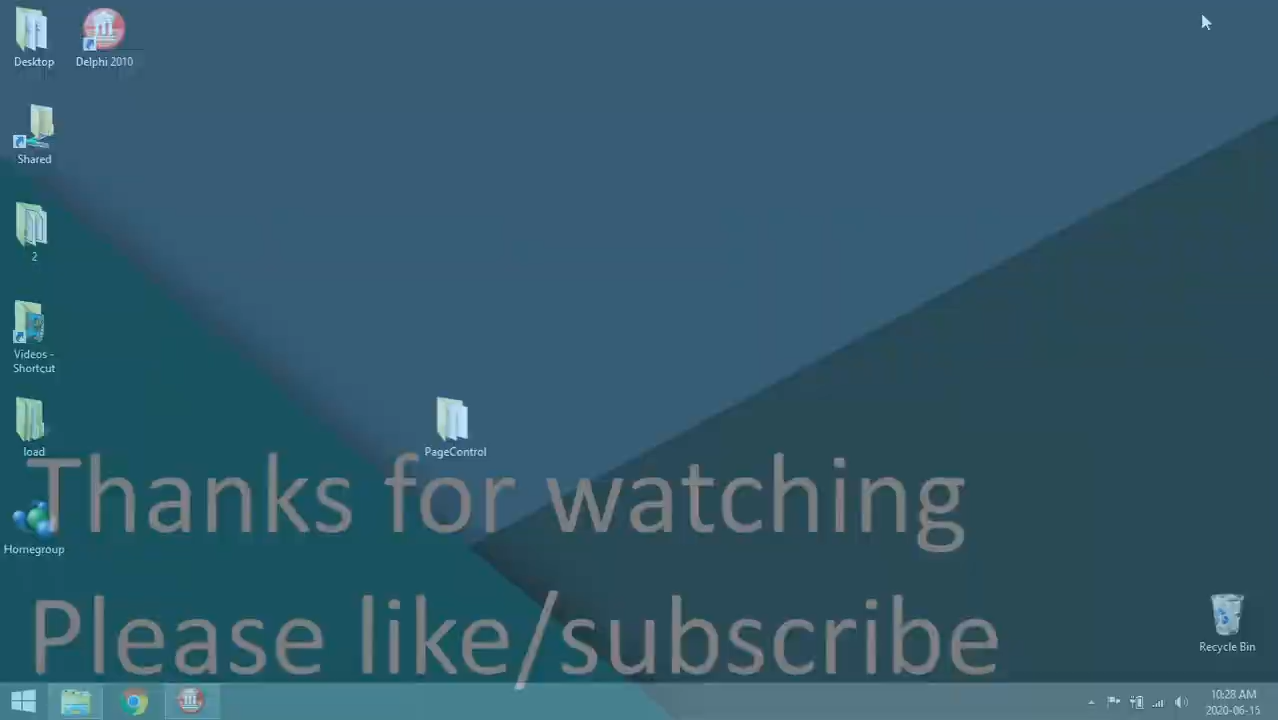 Desktop
Delphi 2010
Shared
2
Videos -
Shortcut
load
PageControl
Thanks for watching
Homegroup
Please like/subscribe
Recycle Bin
10:28 AM
2020-06-15